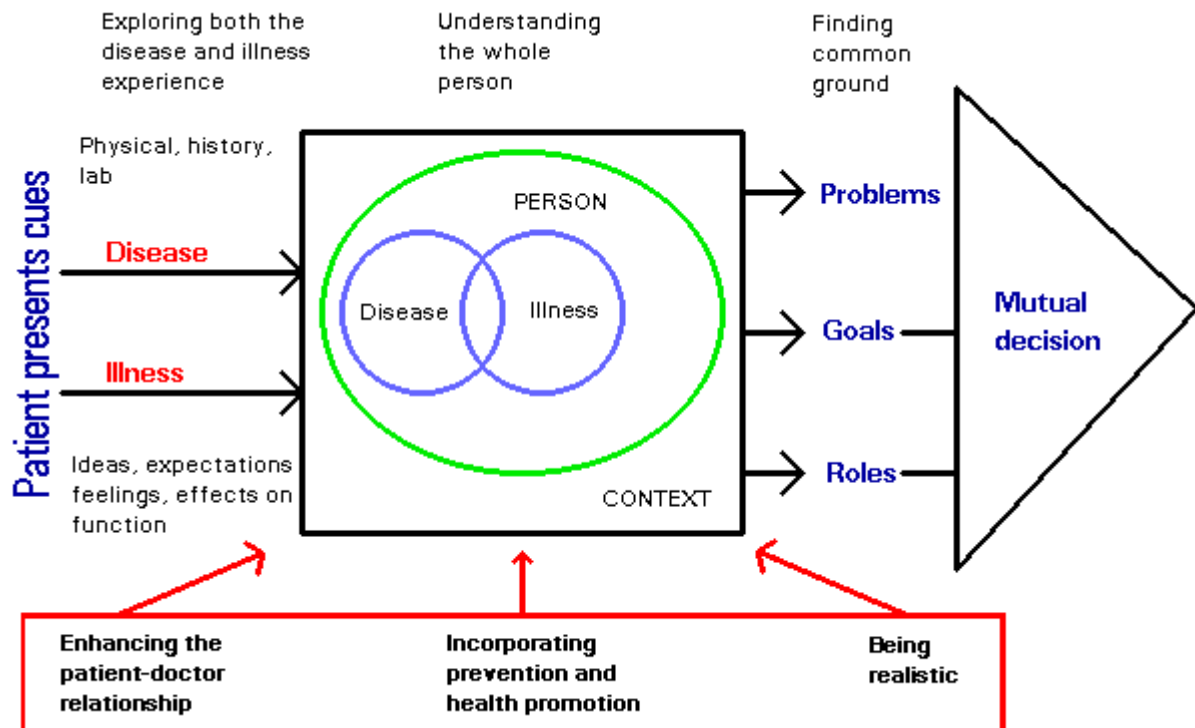 Exploring both the
disease and illness
experience
Understanding
the whole
person
Finding
common
ground
Patient presents cues
Physical, history,
lab
Disease
Illness
Ideas, expectations
feelings, effects on
function
PERSON
Disease
Illness
CONTEXT
Problems
Goals
Roles
Mutual
decision
Enhancing the
patient-doctor
relationship
Incorporating
prevention and
health promotion
Being
realistic